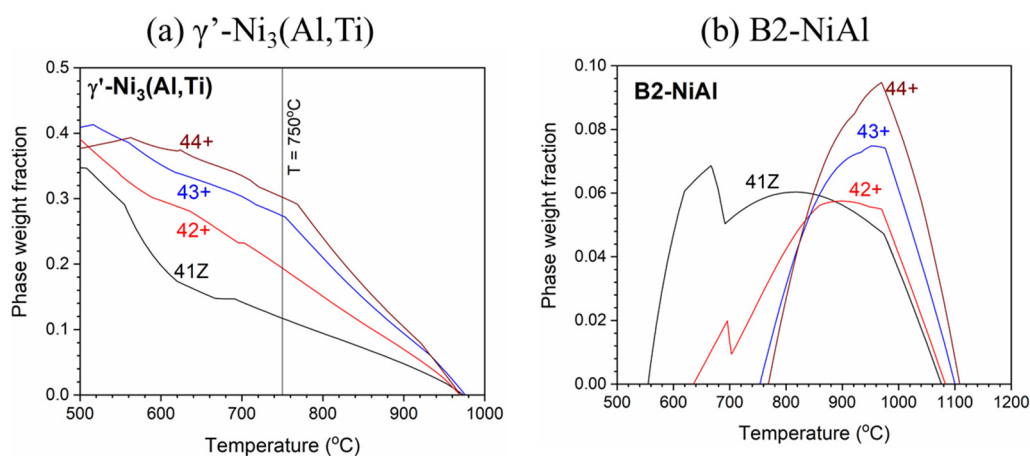 (a) γ’-Ni₃(Al,Ti)
γ'-Ni₃(Al,Ti)
0.5
0.4
0.3
0.2
0.1
0.0
Phase weight fraction
44+
43+
42+
41Z
T = 750°C
500 600 700 800 900 1000
Temperature (°C)
(b) B2-NiAl
B2-NiAl
0.10
0.08
0.06
0.04
0.02
0.00
Phase weight fraction
44+
43+
41Z
42+
500 600 700 800 900 1000 1100 1200
Temperature (°C)